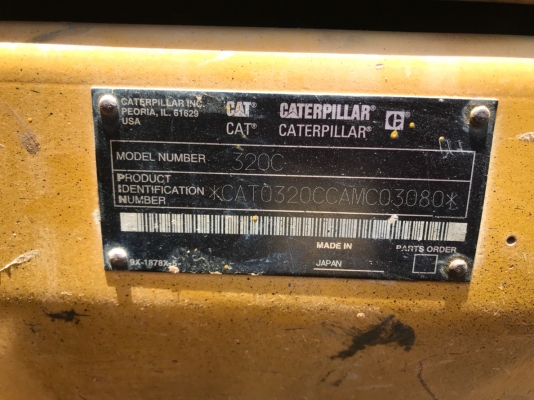 CATERPILLAR INC.
PEORIA, IL. 61629
USA
CAT® CATERPILLAR® C
CAT® CATERPILLAR®
MODEL NUMBER 320C
PRODUCT
IDENTIFICATION *CAT0320CCAMC03080*
NUMBER
MADE IN
JAPAN
PARTS ORDER